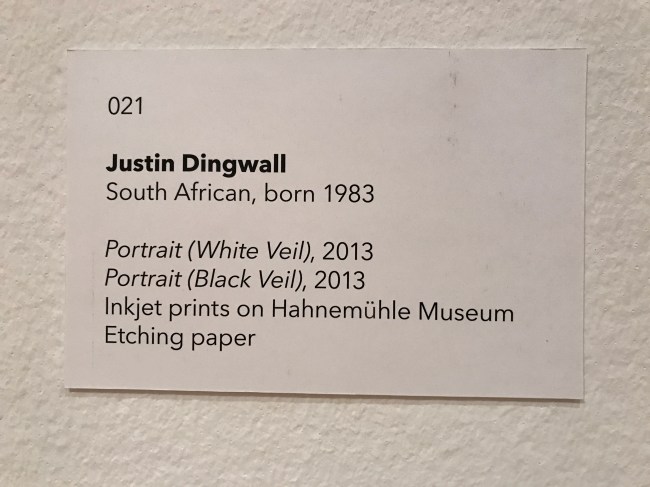 021
Justin Dingwall
South African, born 1983
Portrait (White Veil), 2013
Portrait (Black Veil), 2013
Inkjet prints on Hahnemühle Museum
Etching paper